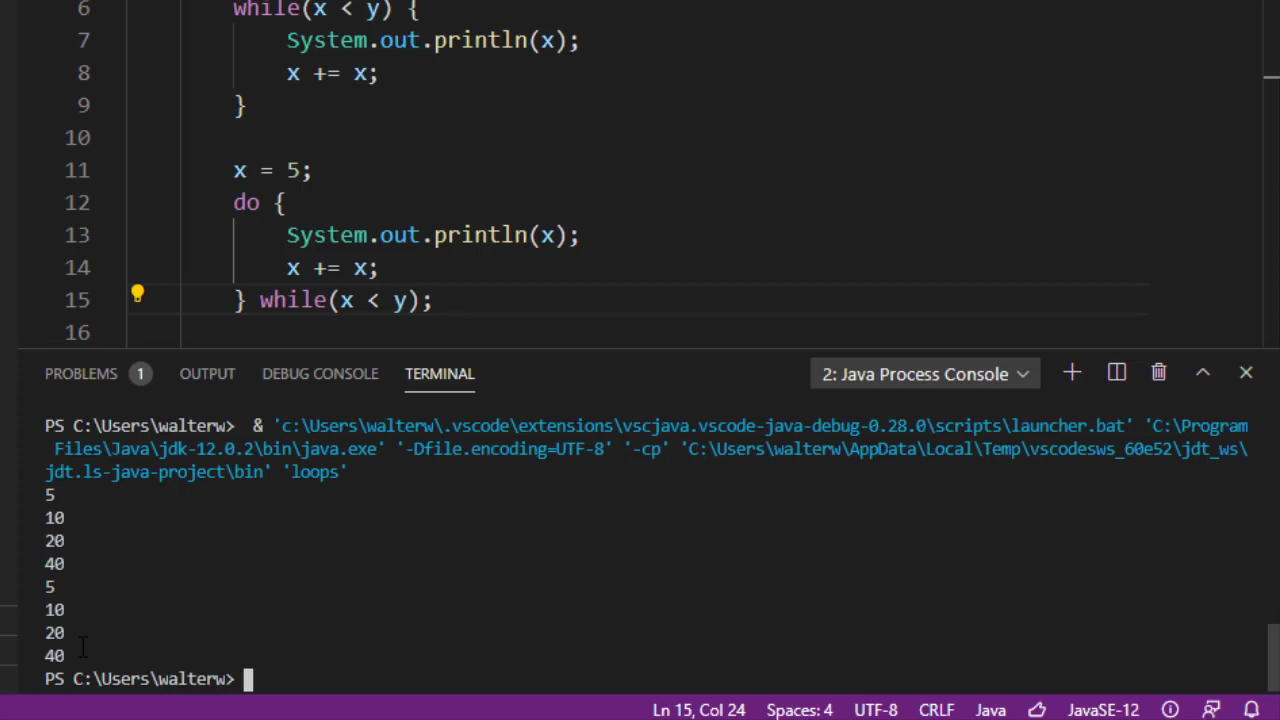 6 while(x < y) {
7 System.out.println(x);
8 x += x;
9 }
10
11 x = 5;
12 do {
13 System.out.println(x);
14 x += x;
15 } while(x < y);
16
PROBLEMS 1 OUTPUT DEBUG CONSOLE TERMINAL 2: Java Process Console
PS C:\Users\walterw> & 'c:\Users\walterw\.vscode\extensions\vscjava.vscode-java-debug-0.28.0\scripts\launcher.bat' 'C:\Program
Files\Java\jdk-12.0.2\bin\java.exe' '-Dfile.encoding=UTF-8' '-cp' 'C:\Users\walterw\AppData\Local\Temp\vscodesws_60e52\jdt_ws\
jdt.ls-java-project\bin' 'loops'
5
10
20
40
5
10
20
40
PS C:\Users\walterw>
Ln 15, Col 24 Spaces: 4 UTF-8 CRLF Java JavaSE-12